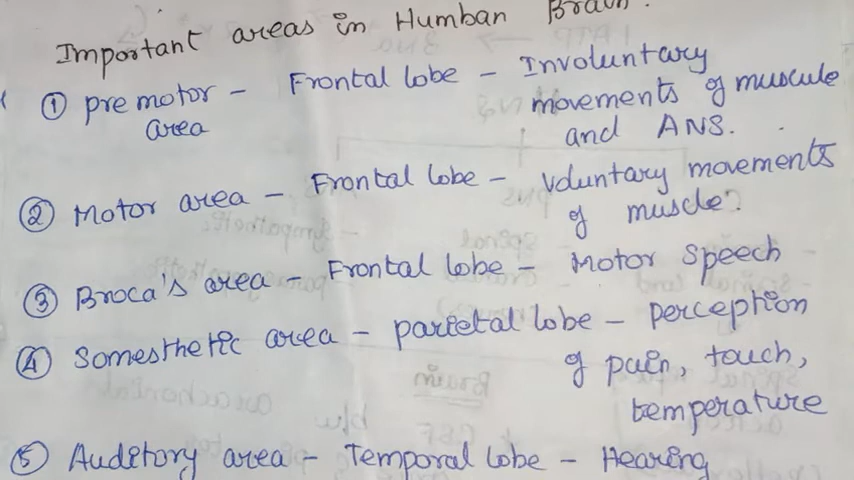 Important areas in Humban Brain.
① Pre motor - Frontal lobe - Involuntary
area movements of muscule
and ANS.
② Motor area - Frontal lobe - Voluntary movements
of muscle.
③ Broca's area - Frontal lobe - Motor Speech
④ Somesthetic area - parietal lobe - perception
of pain, touch,
temperature
⑤ Auditory area - Temporal lobe - Hearing